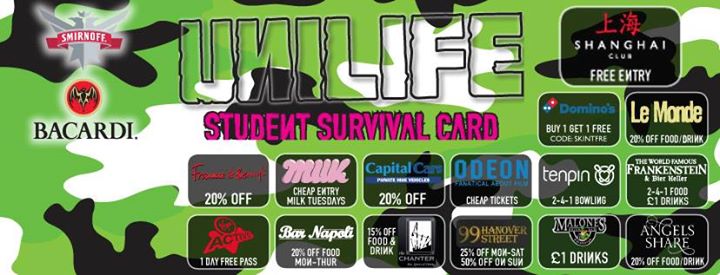 SMIRNOFF
BACARDI.
UNILIFE
STUDENT SURVIVAL CARD
上海
SHANGHAI
CLUB
FREE ENTRY
Domino's
BUY 1 GET 1 FREE
CODE: SKINTFRE
Le Monde
20% OFF FOOD/DRINK
Frankie & Benny's
20% OFF
milk
CHEAP ENTRY
MILK TUESDAYS
Capital Cars
PRIVATE HIRE VEHICLES
20% OFF
ODEON
FANATICAL ABOUT FILM
CHEAP TICKETS
tenpin
2-4-1 BOWLING
THE WORLD FAMOUS
FRANKENSTEIN
& Bier Keller
2-4-1 FOOD
£1 DRINKS
Virgin
ACTIVE
1 DAY FREE PASS
Bar Napoli
20% OFF FOOD
MON-THUR
15% OFF
FOOD &
DRINK
CHANTER
99 HANOVER
STREET
25% OFF MON-SAT
50% OFF ON SUN
MALONES
£1 DRINKS
ANGELS
SHARE
20% OFF FOOD/DRINK